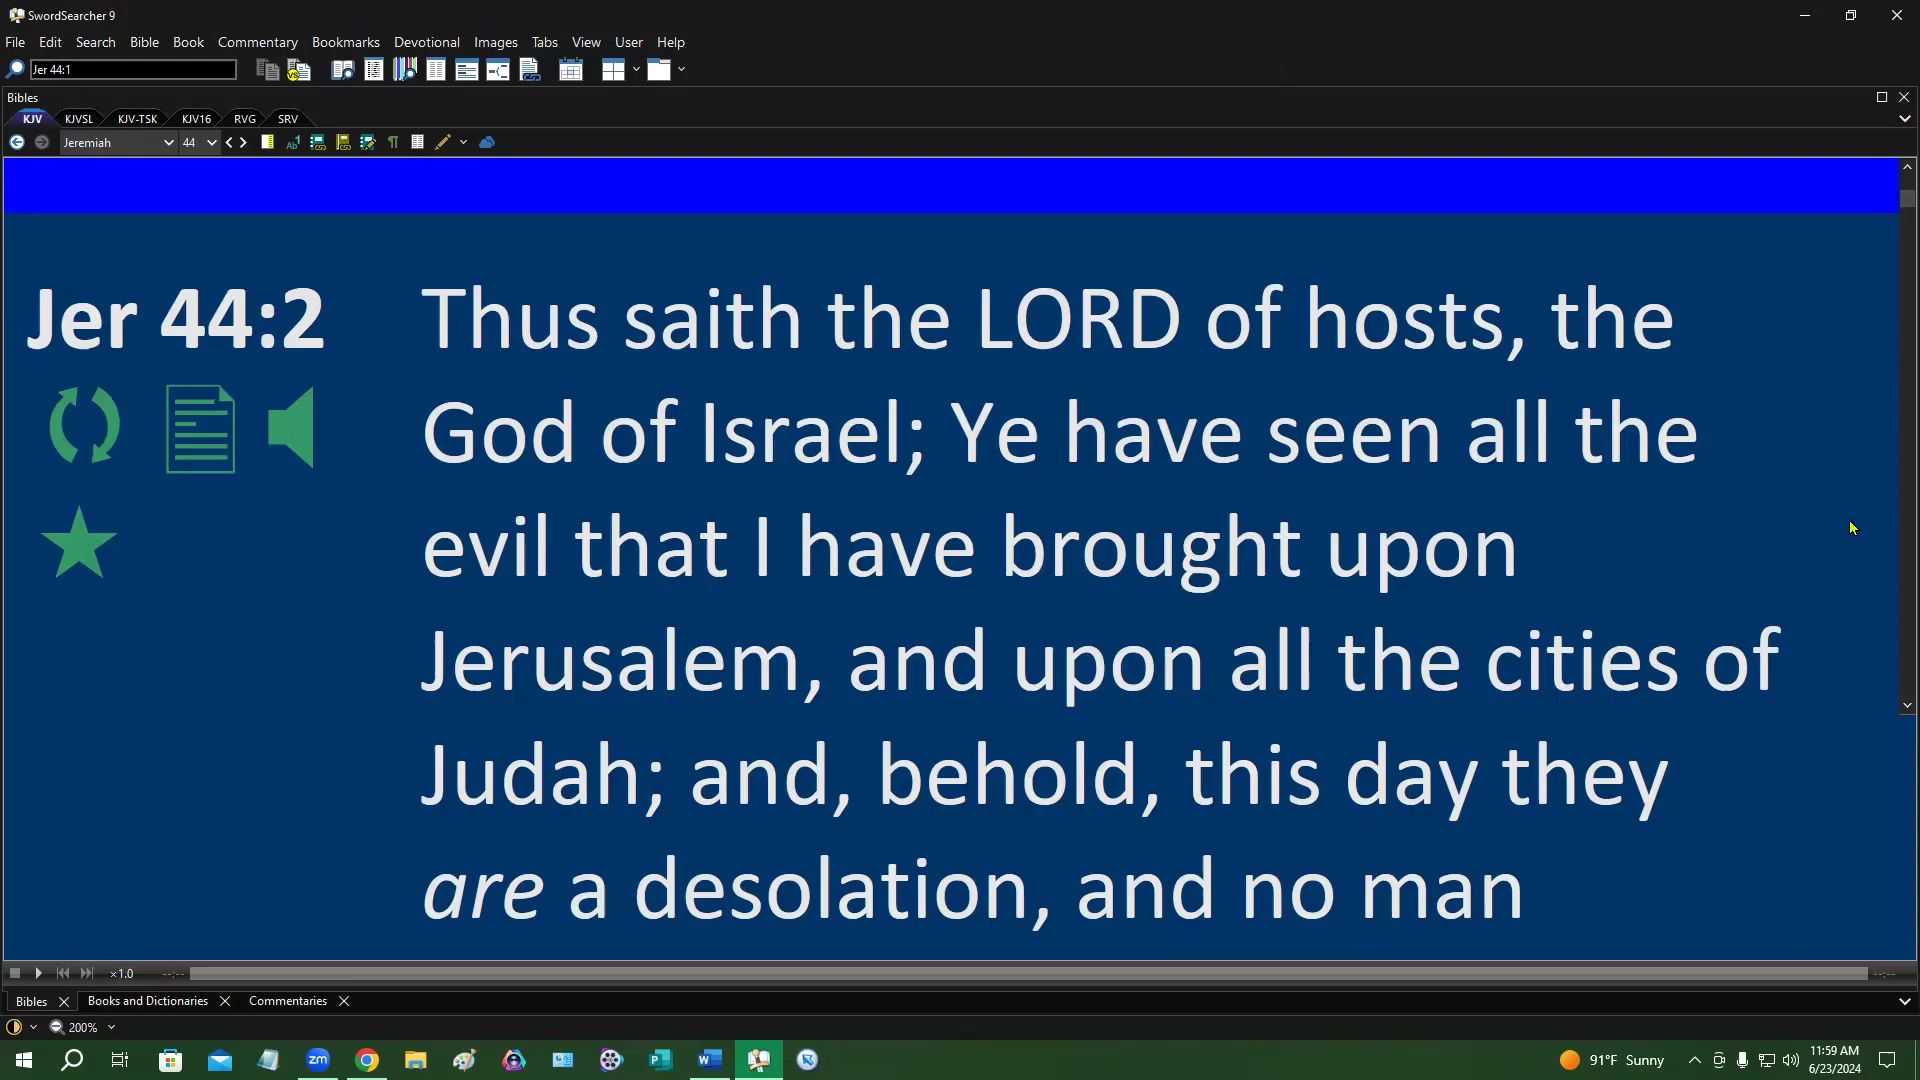 SwordSearcher 9
File Edit Search Bible Book Commentary Bookmarks Devotional Images Tabs View User Help
Jer 44:1
Bibles
KJV KJVSL KJV-TSK KJV16 RVG SRV
Jeremiah 44
Jer 44:2 Thus saith the LORD of hosts, the
God of Israel; Ye have seen all the
evil that I have brought upon
Jerusalem, and upon all the cities of
Judah; and, behold, this day they
are a desolation, and no man
×1.0 --:-- --:--
Bibles Books and Dictionaries Commentaries
200%
91°F Sunny 11:59 AM
6/23/2024